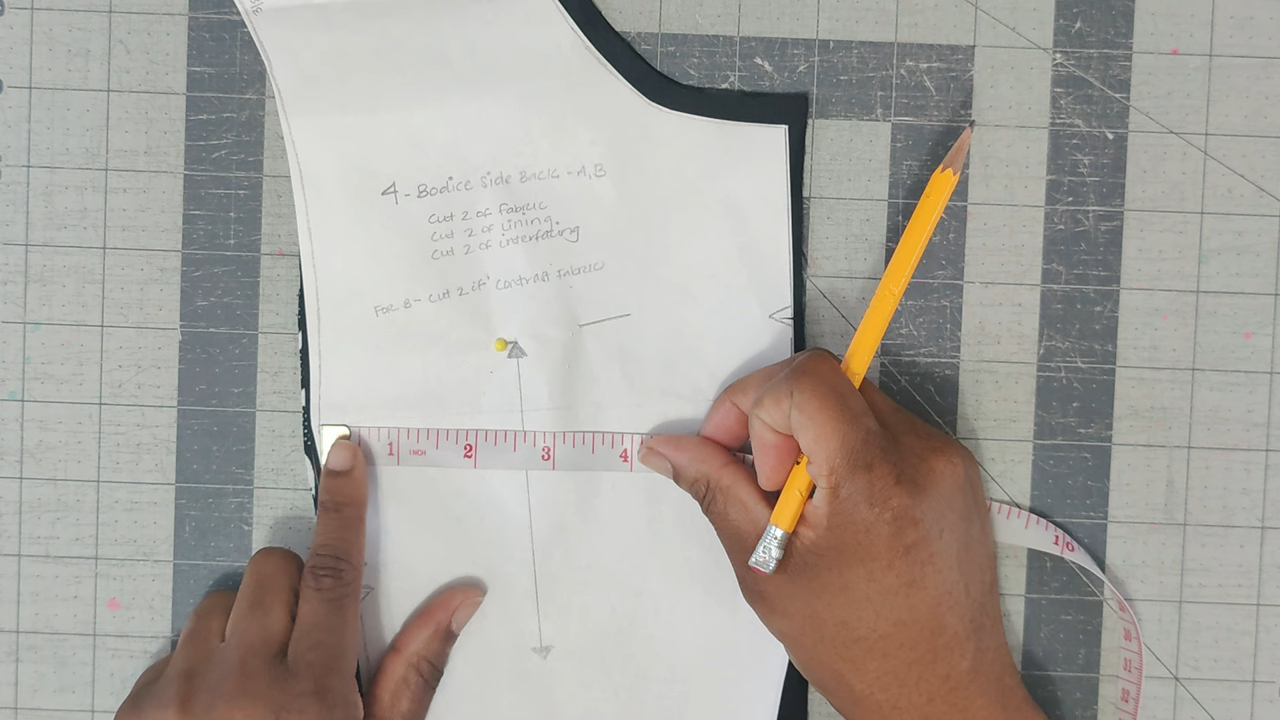 4 - Bodice Side Back - A, B
Cut 2 of fabric
Cut 2 of Lining.
Cut 2 of interfacing
For B - Cut 2 of contrast fabric
1 INCH 2 3 4
10